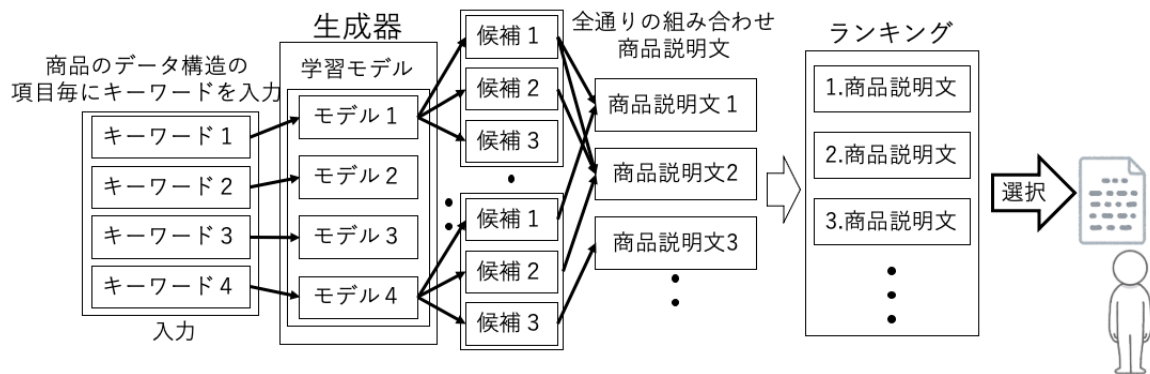 商品のデータ構造の
項目毎にキーワードを入力
キーワード1
キーワード2
キーワード3
キーワード4
入力
生成器
学習モデル
モデル1
モデル2
モデル3
モデル4
候補1
候補2
候補3
候補1
候補2
候補3
全通りの組み合わせ
商品説明文
商品説明文1
商品説明文2
商品説明文3
ランキング
1.商品説明文
2.商品説明文
3.商品説明文
選択